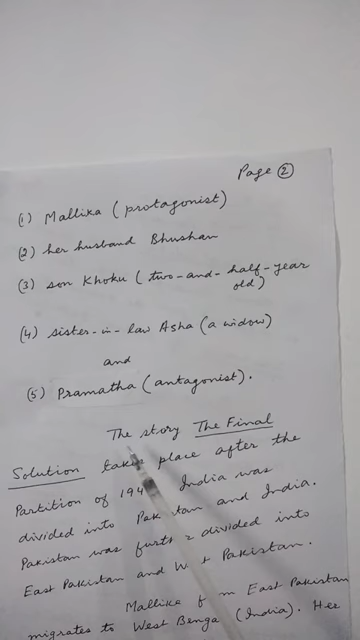 Page 2
(1) Mallika (protagonist)
(2) her husband Bhushan
(3) son Khoku (two-and-half-year
old)
(4) sister-in-law Asha (a widow)
and
(5) Pramatha (antagonist).
The story The Final
Solution takes place after the
Partition of 194 India was
divided into Pak tan and India.
Pakistan was furth r divided into
East Pakistan and W t Pakistan.
Mallika f m East Pakistan
migrates to West Benga (India). Her